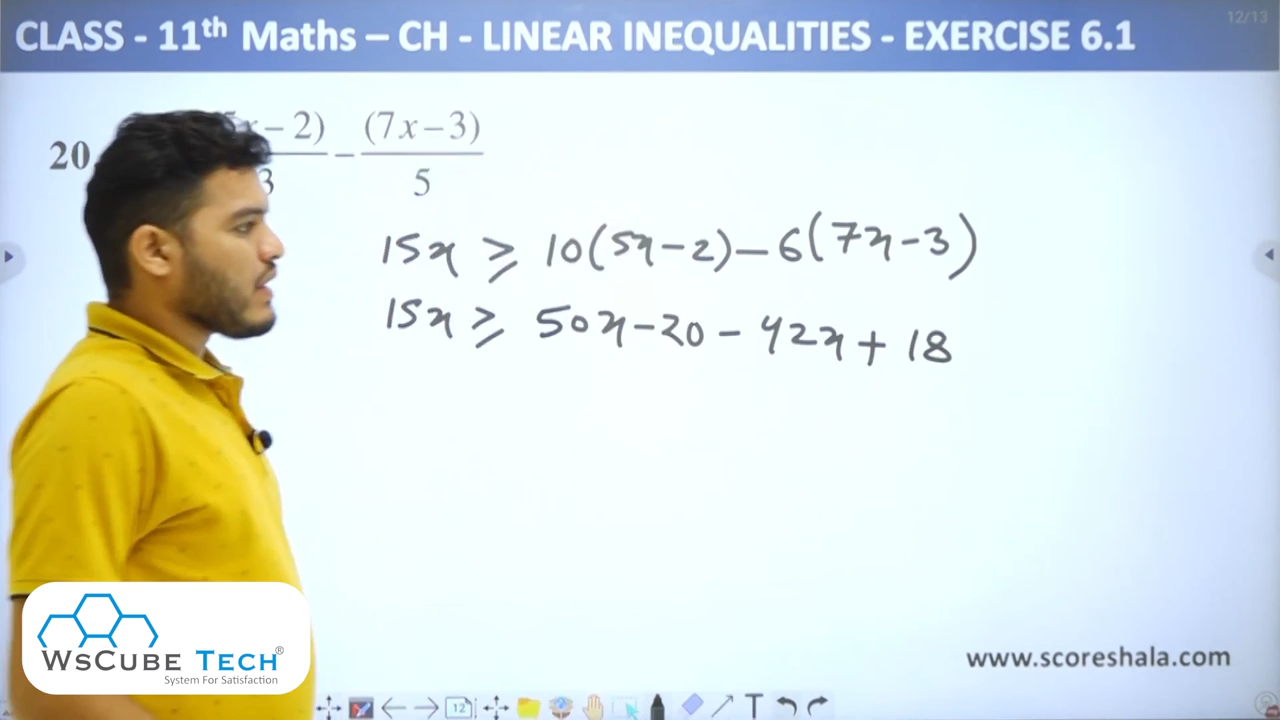 12/13
CLASS - 11th Maths – CH - LINEAR INEQUALITIES - EXERCISE 6.1
20. x – 2) – (7x – 3)
3 5
15x ≥ 10(5x – 2) – 6(7x – 3)
15x ≥ 50x – 20 – 42x + 18
WSCUBE TECH®
System For Satisfaction
www.scoreshala.com
12
T